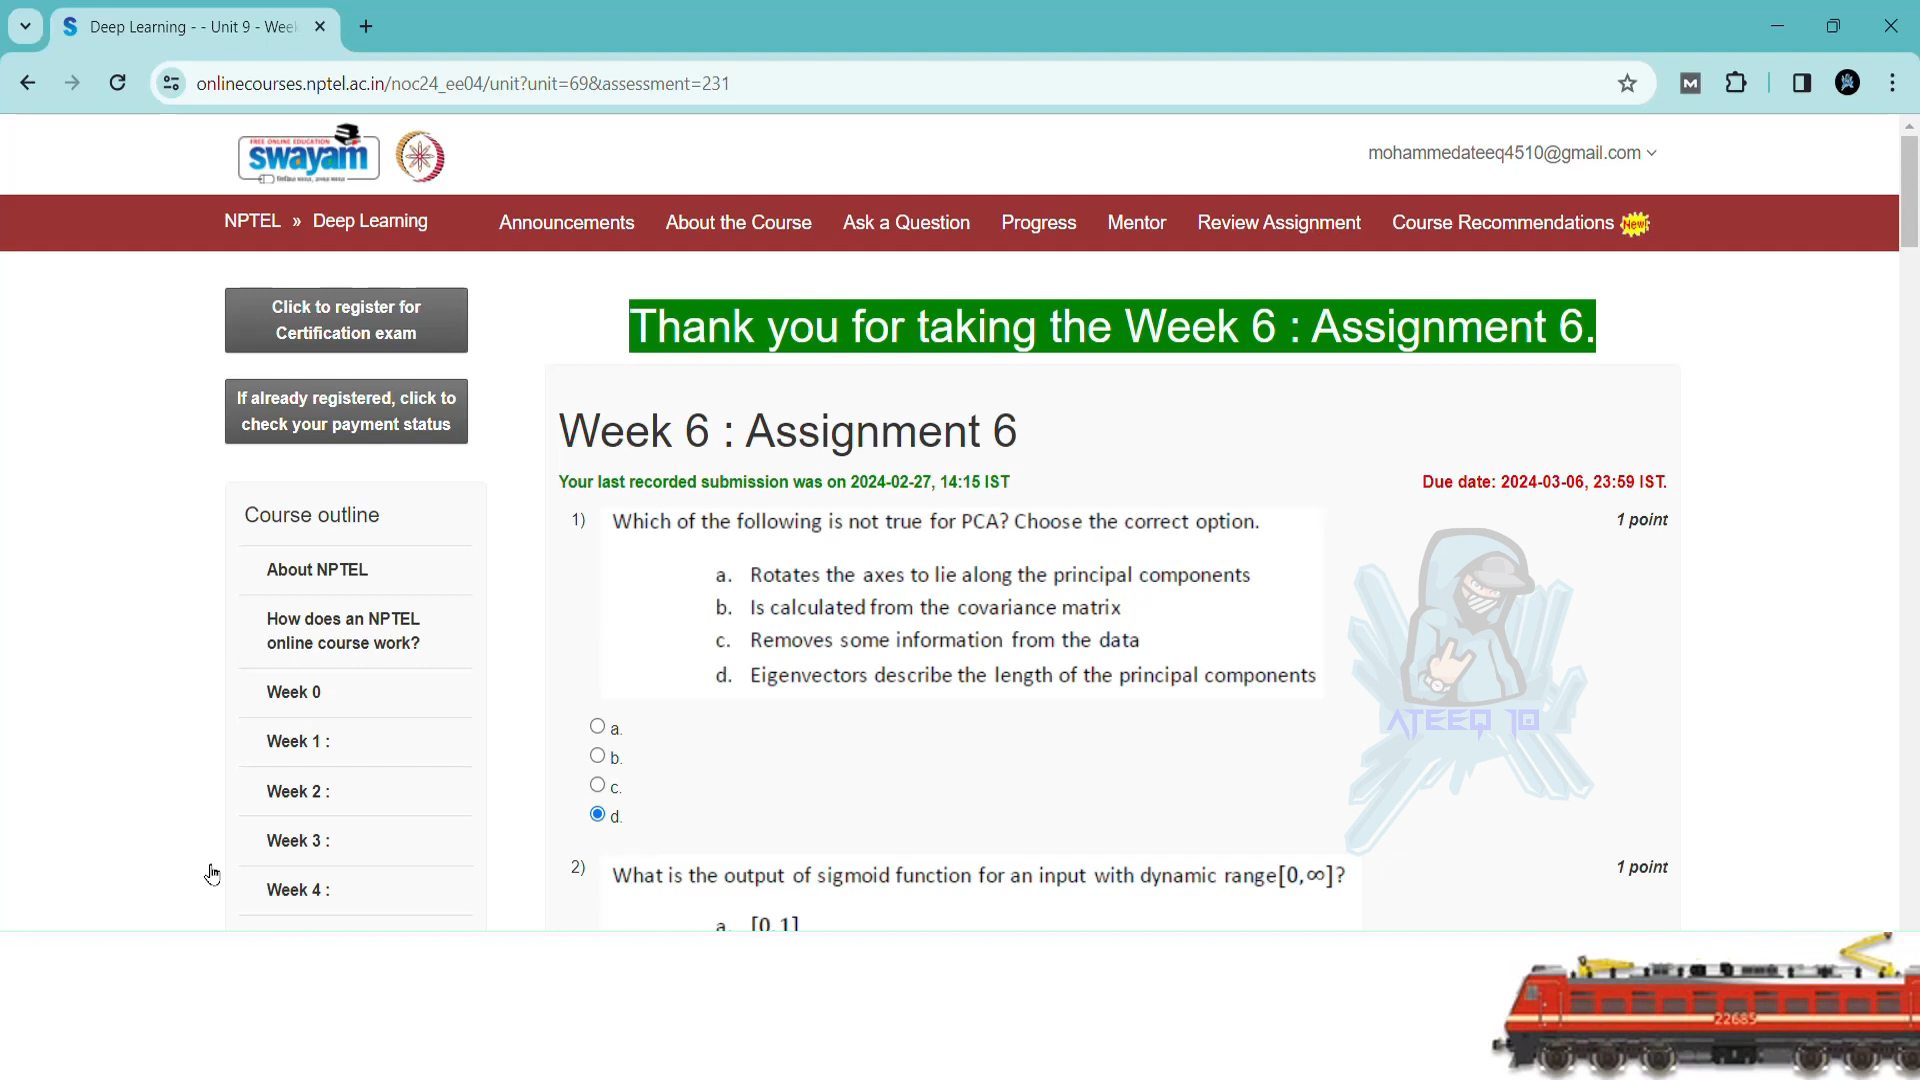 Deep Learning - - Unit 9 - Week
onlinecourses.nptel.ac.in/noc24_ee04/unit?unit=69&assessment=231
FREE ONLINE EDUCATION
swayam
mohammedateeq4510@gmail.com
NPTEL » Deep Learning
Announcements
About the Course
Ask a Question
Progress
Mentor
Review Assignment
Course Recommendations New!
Click to register for
Certification exam
If already registered, click to
check your payment status
Course outline
About NPTEL
How does an NPTEL
online course work?
Week 0
Week 1 :
Week 2 :
Week 3 :
Week 4 :
Thank you for taking the Week 6 : Assignment 6.
Week 6 : Assignment 6
Your last recorded submission was on 2024-02-27, 14:15 IST
Due date: 2024-03-06, 23:59 IST.
1) Which of the following is not true for PCA? Choose the correct option.
1 point
a. Rotates the axes to lie along the principal components
b. Is calculated from the covariance matrix
c. Removes some information from the data
d. Eigenvectors describe the length of the principal components
a.
b.
c.
d.
ATEEQ 10
2) What is the output of sigmoid function for an input with dynamic range[0,∞]?
1 point
a. [0,1]
22685